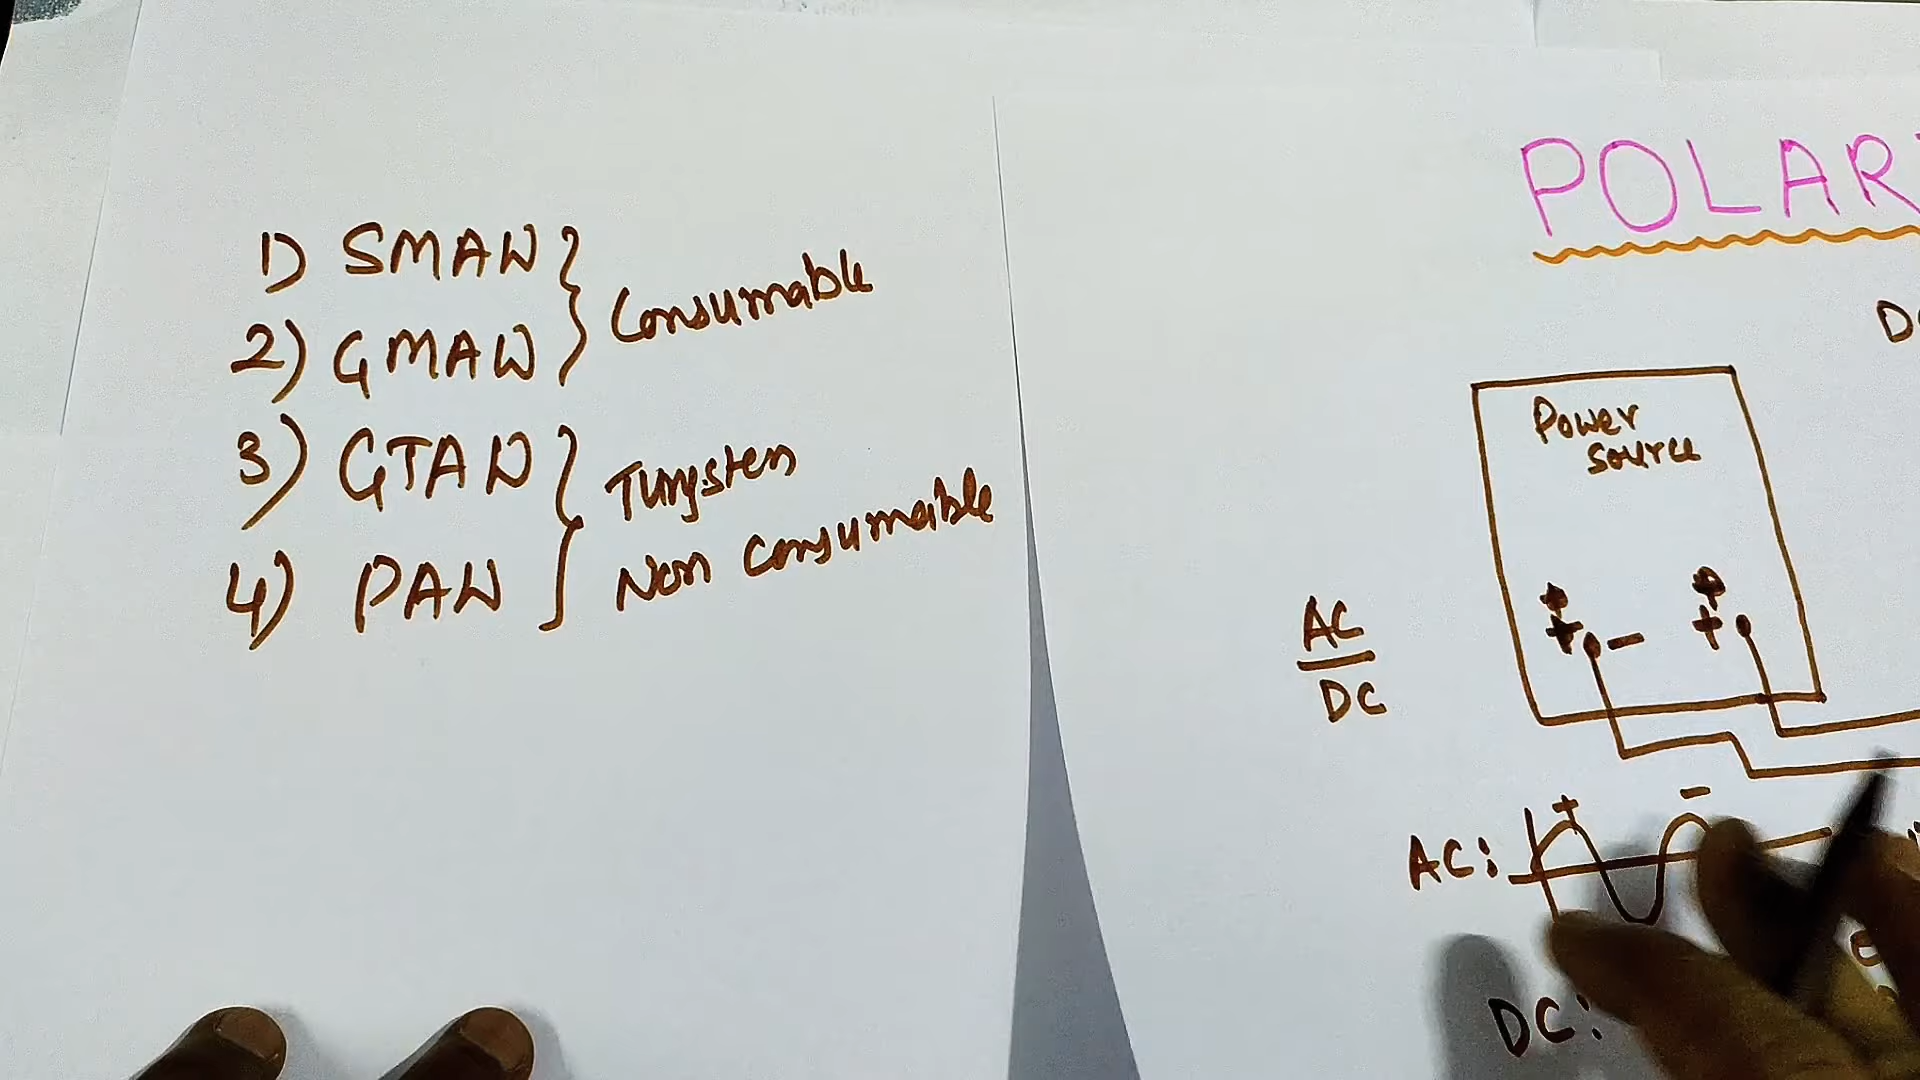 1) SMAW
2) GMAW
Consumable
3) GTAW
4) PAW
Tungsten
Non Consumable
POLAR
Power
source
+ - +
AC
DC
AC: + -
DC: